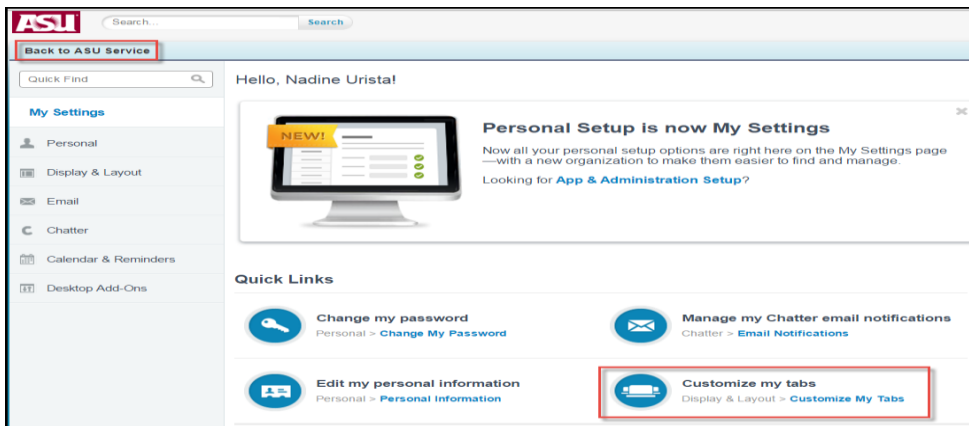 ASU
Search...
Search
Back to ASU Service
Quick Find
My Settings
Personal
Display & Layout
Email
Chatter
Calendar & Reminders
Desktop Add-Ons
Hello, Nadine Urista!
NEW!
Personal Setup is now My Settings
Now all your personal setup options are right here on the My Settings page
—with a new organization to make them easier to find and manage.
Looking for App & Administration Setup?
Quick Links
Change my password
Personal > Change My Password
Manage my Chatter email notifications
Chatter > Email Notifications
Edit my personal information
Personal > Personal Information
Customize my tabs
Display & Layout > Customize My Tabs